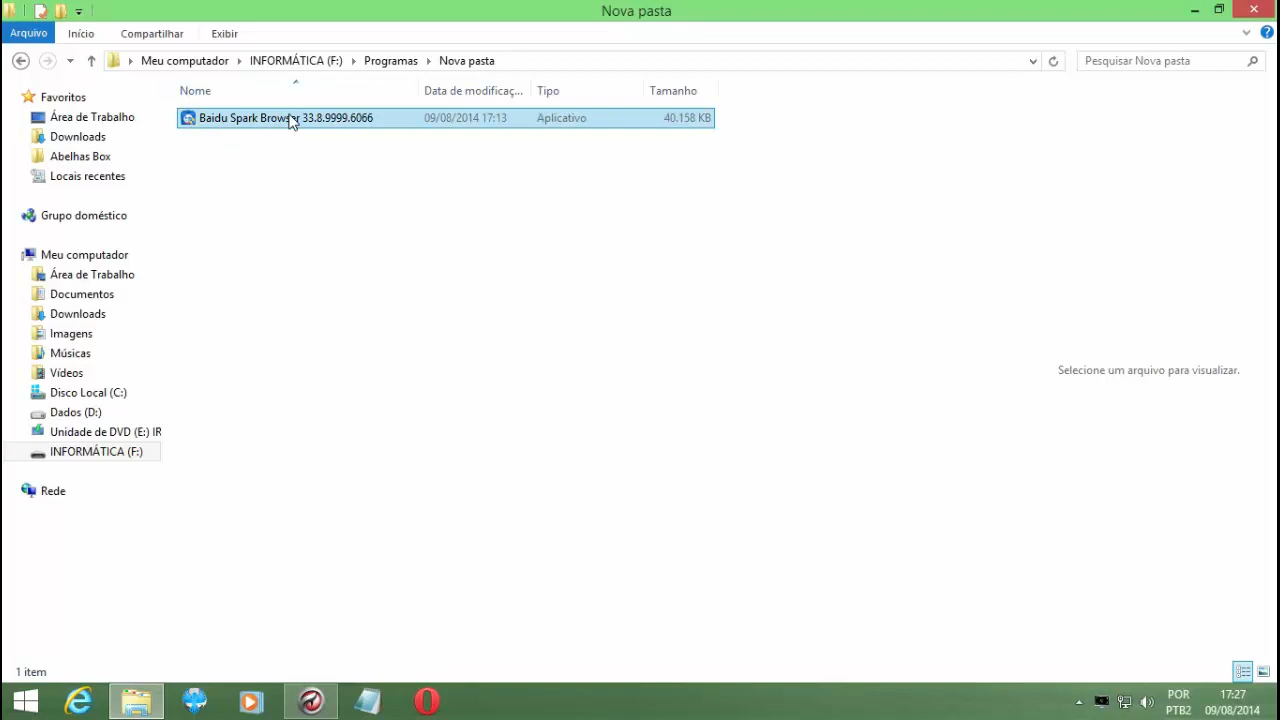 Nova pasta
Arquivo Início Compartilhar Exibir
Meu computador INFORMÁTICA (F:) Programas Nova pasta
Pesquisar Nova pasta
Nome Data de modificaç... Tipo Tamanho
Baidu Spark Browser 33.8.9999.6066 09/08/2014 17:13 Aplicativo 40.158 KB
Favoritos
Área de Trabalho
Downloads
Abelhas Box
Locais recentes
Grupo doméstico
Meu computador
Área de Trabalho
Documentos
Downloads
Imagens
Músicas
Vídeos
Disco Local (C:)
Dados (D:)
Unidade de DVD (E:) IR
INFORMÁTICA (F:)
Rede
Selecione um arquivo para visualizar.
1 item
POR 17:27
PTB2 09/08/2014